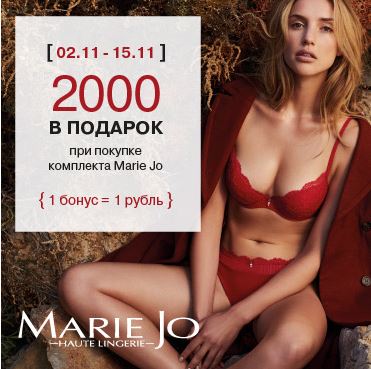 [ 02.11 - 15.11 ]
2000
В ПОДАРОК
при покупке
комплекта Marie Jo
{ 1 бонус = 1 рубль }
MARIE JO
HAUTE LINGERIE